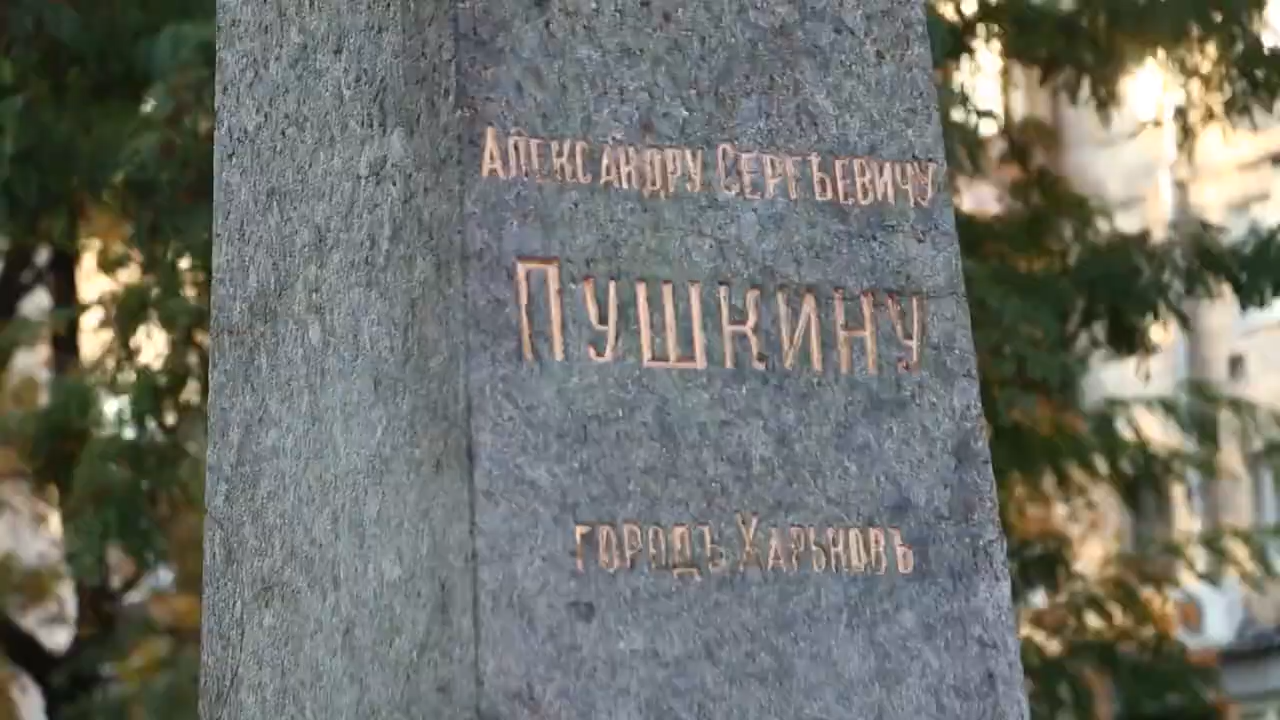 Александру Сергѣевичу
Пушкину
городъ Харьковъ